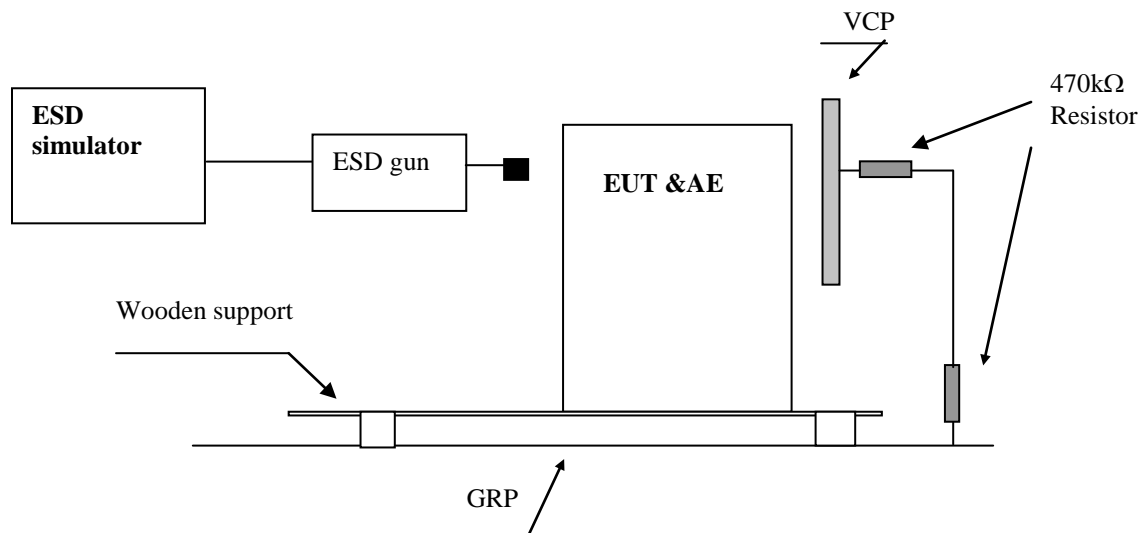 VCP
470kΩ
Resistor
ESD
simulator
ESD gun
EUT &AE
Wooden support
GRP